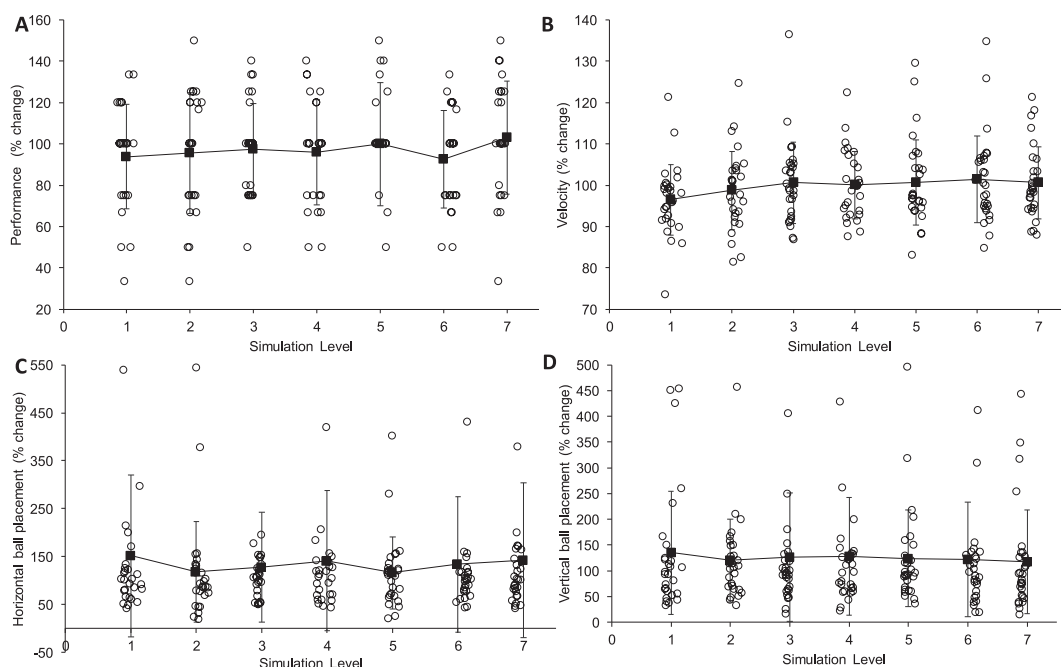 A
Performance (% change)
160
140
120
100
80
60
40
20
0 1 2 3 4 5 6 7
Simulation Level
B
Velocity (% change)
140
130
120
110
100
90
80
70
0 1 2 3 4 5 6 7
Simulation Level
C
Horizontal ball placement (% change)
550
450
350
250
150
50
-50
0 1 2 3 4 5 6 7
Simulation Level
D
Vertical ball placement (% change)
500
450
400
350
300
250
200
150
100
50
0
0 1 2 3 4 5 6 7
Simulation Level